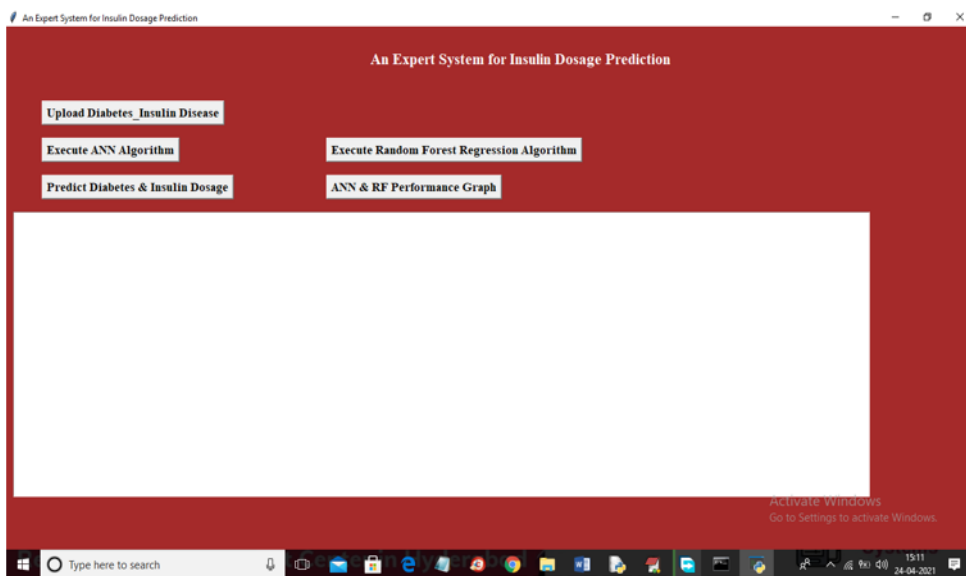 An Expert System for Insulin Dosage Prediction
An Expert System for Insulin Dosage Prediction
Upload Diabetes_Insulin Disease
Execute ANN Algorithm
Execute Random Forest Regression Algorithm
Predict Diabetes & Insulin Dosage
ANN & RF Performance Graph
Activate Windows
Go to Settings to activate Windows.
Type here to search
15:11
24-04-2021